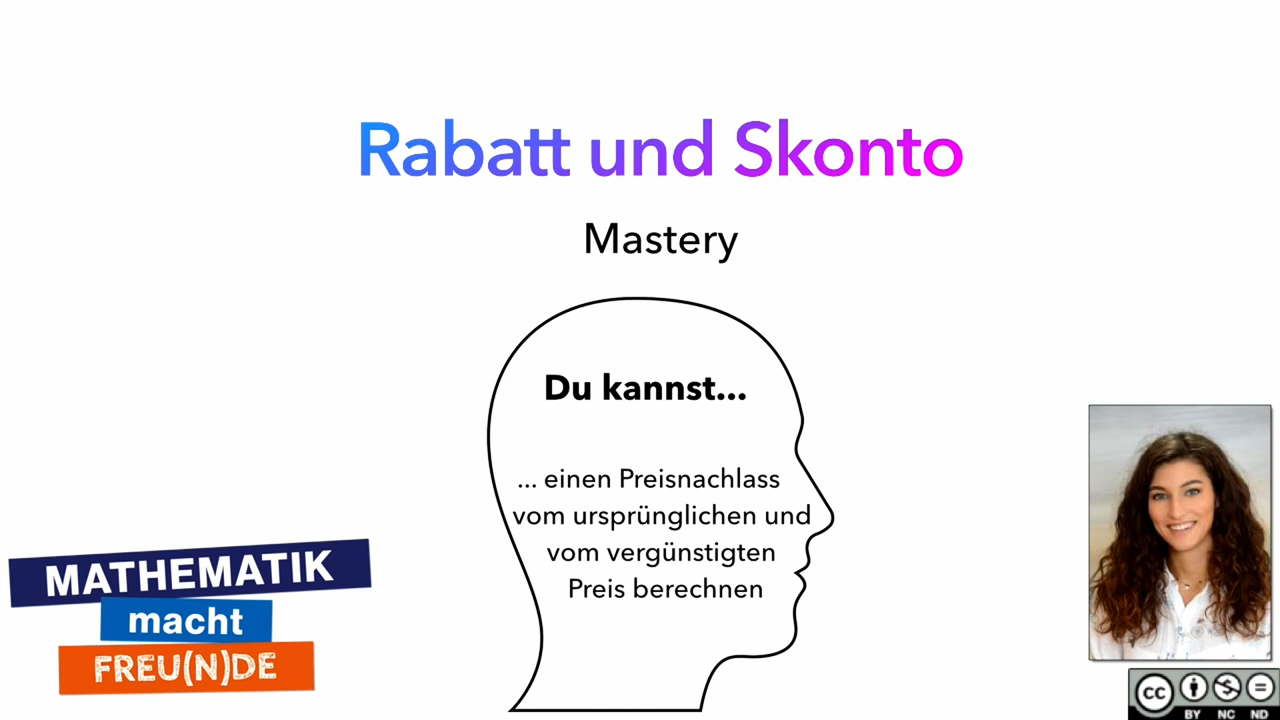 Rabatt und Skonto
Mastery
Du kannst...
... einen Preisnachlass
vom ursprünglichen und
vom vergünstigten
Preis berechnen
MATHEMATIK
macht
FREU(N)DE
cc
BY NC ND